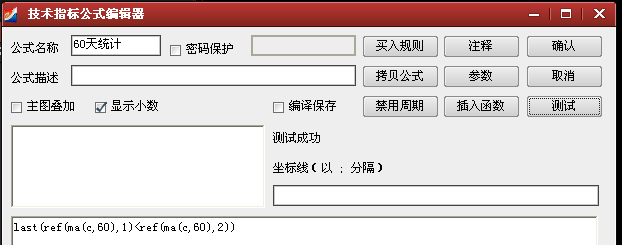 技术指标公式编辑器
公式名称 60天统计 密码保护 买入规则 注释 确认
公式描述 拷贝公式 参数 取消
主图叠加 显示小数 编译保存 禁用周期 插入函数 测试
测试成功
坐标线(以 ; 分隔)
last(ref(ma(c,60),1)<ref(ma(c,60),2))